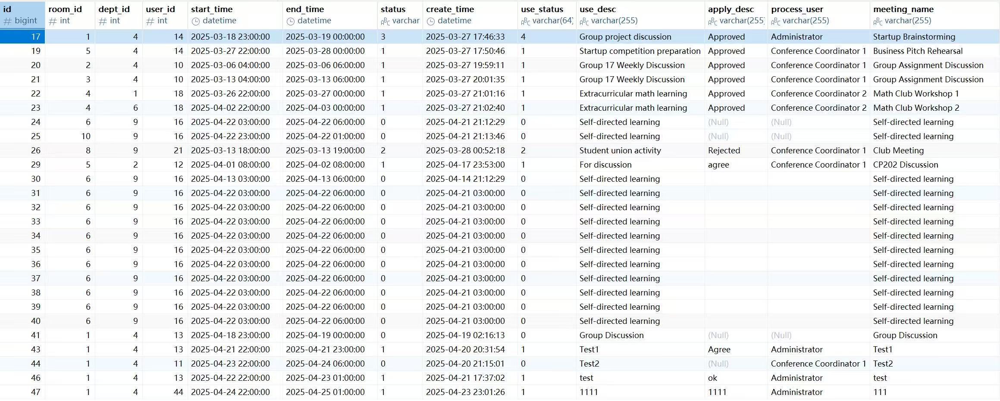 id room_id dept_id user_id start_time end_time status create_time use_status use_desc apply_desc process_user meeting_name
# bigint # int # int # int datetime datetime ABC varchar datetime ABC varchar(64) ABC varchar(255) ABC varchar(255) ABC varchar(255) ABC varchar(255)
17 1 4 14 2025-03-18 23:00:00 2025-03-19 00:00:00 3 2025-03-27 17:46:33 4 Group project discussion Approved Administrator Startup Brainstorming
19 5 4 14 2025-03-27 22:00:00 2025-03-28 00:00:00 1 2025-03-27 17:50:46 1 Startup competition preparation Approved Conference Coordinator 1 Business Pitch Rehearsal
20 2 4 10 2025-03-06 04:00:00 2025-03-06 06:00:00 1 2025-03-27 19:59:11 1 Group 17 Weekly Discussion Approved Conference Coordinator 1 Group Assignment Discussion
21 3 4 10 2025-03-13 04:00:00 2025-03-13 06:00:00 1 2025-03-27 20:01:35 1 Group 17 Weekly Discussion Approved Conference Coordinator 1 Group Assignment Discussion
22 4 1 18 2025-03-26 22:00:00 2025-03-27 00:00:00 1 2025-03-27 21:01:16 1 Extracurricular math learning Approved Conference Coordinator 2 Math Club Workshop 1
23 4 6 18 2025-04-02 22:00:00 2025-04-03 00:00:00 1 2025-03-27 21:02:40 1 Extracurricular math learning Approved Conference Coordinator 2 Math Club Workshop 2
24 6 9 16 2025-04-22 03:00:00 2025-04-22 06:00:00 0 2025-04-21 21:12:29 0 Self-directed learning (Null) (Null) Self-directed learning
25 10 9 16 2025-04-22 23:00:00 2025-04-22 01:00:00 0 2025-04-21 21:13:46 0 Self-directed learning (Null) (Null) Self-directed learning
26 8 9 21 2025-03-13 18:00:00 2025-03-13 19:00:00 2 2025-03-28 00:52:18 2 Student union activity Rejected Conference Coordinator 1 Club Meeting
29 5 2 12 2025-04-01 08:00:00 2025-04-02 08:00:00 1 2025-04-17 23:53:00 1 For discussion agree Conference Coordinator 1 CP202 Discussion
30 6 9 16 2025-04-13 03:00:00 2025-04-13 06:00:00 0 2025-04-14 21:12:29 0 Self-directed learning Self-directed learning
31 6 9 16 2025-04-22 03:00:00 2025-04-22 06:00:00 0 2025-04-21 03:00:00 0 Self-directed learning Self-directed learning
32 6 9 16 2025-04-22 03:00:00 2025-04-22 06:00:00 0 2025-04-21 03:00:00 0 Self-directed learning Self-directed learning
33 6 9 16 2025-04-22 03:00:00 2025-04-22 06:00:00 0 2025-04-21 03:00:00 0 Self-directed learning Self-directed learning
34 6 9 16 2025-04-22 03:00:00 2025-04-22 06:00:00 0 2025-04-21 03:00:00 0 Self-directed learning Self-directed learning
35 6 9 16 2025-04-22 03:00:00 2025-04-22 06:00:00 0 2025-04-21 03:00:00 0 Self-directed learning Self-directed learning
36 6 9 16 2025-04-22 03:00:00 2025-04-22 06:00:00 0 2025-04-21 03:00:00 0 Self-directed learning Self-directed learning
37 6 9 16 2025-04-22 03:00:00 2025-04-22 06:00:00 0 2025-04-21 03:00:00 0 Self-directed learning Self-directed learning
38 6 9 16 2025-04-22 03:00:00 2025-04-22 06:00:00 0 2025-04-21 03:00:00 0 Self-directed learning Self-directed learning
39 6 9 16 2025-04-22 03:00:00 2025-04-22 06:00:00 0 2025-04-21 03:00:00 0 Self-directed learning Self-directed learning
40 6 9 16 2025-04-22 03:00:00 2025-04-22 06:00:00 0 2025-04-21 03:00:00 0 Self-directed learning Self-directed learning
41 1 4 13 2025-04-18 23:00:00 2025-04-19 00:00:00 0 2025-04-19 02:16:13 0 Group Discussion (Null) (Null) Group Discussion
43 1 4 13 2025-04-21 22:00:00 2025-04-21 23:00:00 1 2025-04-20 20:31:54 1 Test1 Agree Administrator Test1
44 1 4 11 2025-04-23 22:00:00 2025-04-24 06:00:00 0 2025-04-20 21:15:01 0 Test2 (Null) Conference Coordinator 1 Test2
46 1 4 13 2025-04-22 22:00:00 2025-04-23 01:00:00 1 2025-04-21 17:37:02 1 test ok Administrator test
47 1 4 44 2025-04-24 22:00:00 2025-04-25 01:00:00 1 2025-04-23 23:01:26 1 1111 1111 Administrator 111